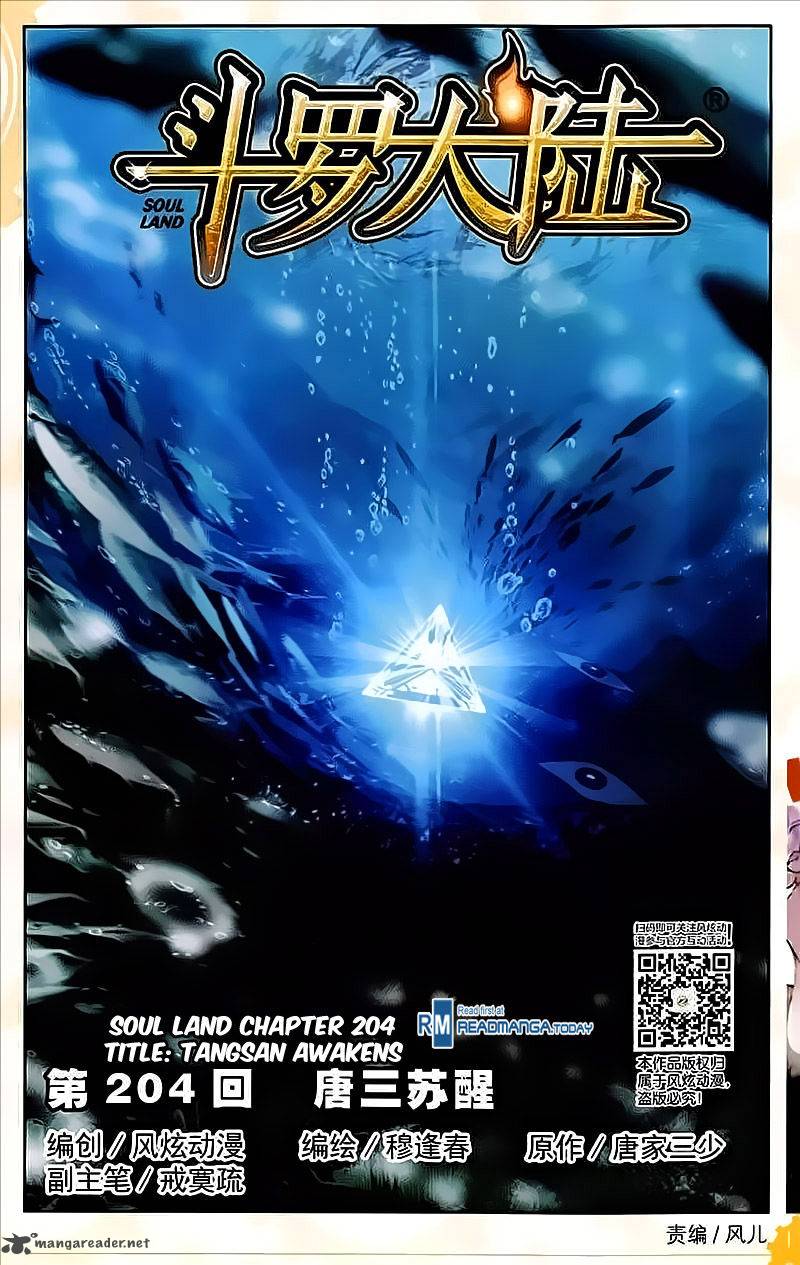 斗罗大陆
®
SOUL
LAND
扫码即可关注风炫动
漫参与官方互动活动!
SOUL LAND CHAPTER 204
TITLE: TANGSAN AWAKENS
RM Read first at
READMANGA.TODAY
第 204 回 唐三苏醒
本作品版权归
属于风炫动漫,
盗版必究!
编创/风炫动漫 编绘/穆逢春 原作/唐家三少
副主笔/戒寞疏
责编/风儿
1
mangareader.net